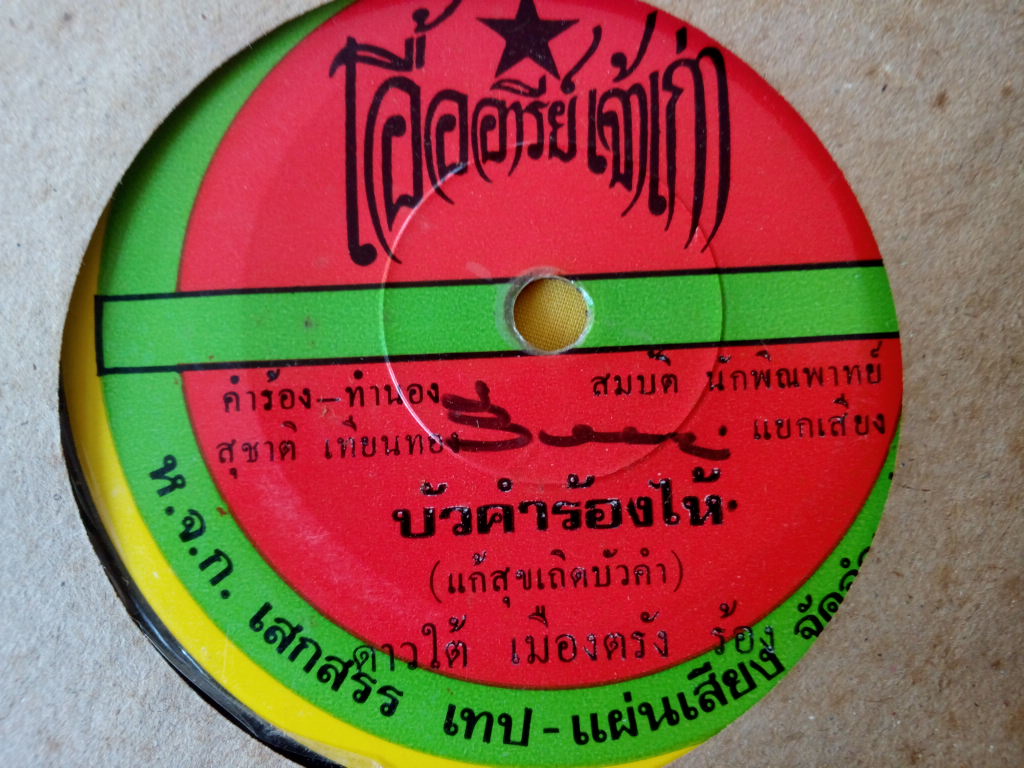 เอื้ออารีย์ เจ้าเก่า
คำร้อง-ทำนอง สมบัติ นักพิณพาทย์
สุชาติ เทียนทอง แยกเสียง
บัวคำร้องไห้
(แก้สุขเถิดบัวคำ)
ดาวใต้ เมืองตรัง ร้อง
ห.จ.ก. เสกสรร เทป-แผ่นเสียง